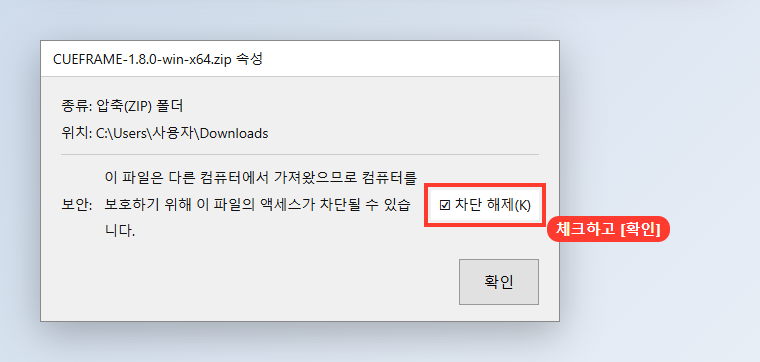 CUEFRAME-1.8.0-win-x64.zip 속성
종류: 압축(ZIP) 폴더
위치: C:\Users\사용자\Downloads
이 파일은 다른 컴퓨터에서 가져왔으므로 컴퓨터를
보안: 보호하기 위해 이 파일의 액세스가 차단될 수 있습
니다.
차단 해제(K)
체크하고 [확인]
확인